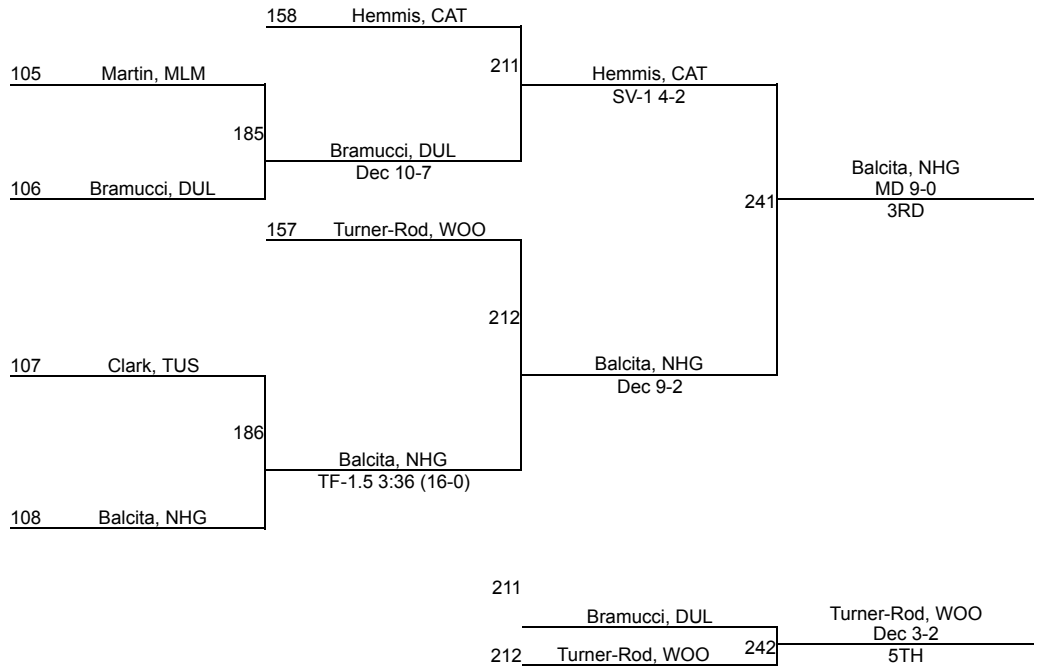 158 Hemmis, CAT
105 Martin, MLM
211
Hemmis, CAT
SV-1 4-2
185
Bramucci, DUL
Dec 10-7
106 Bramucci, DUL
Balcita, NHG
MD 9-0
3RD
241
157 Turner-Rod, WOO
212
107 Clark, TUS
Balcita, NHG
Dec 9-2
186
Balcita, NHG
TF-1.5 3:36 (16-0)
108 Balcita, NHG
211
Bramucci, DUL
Turner-Rod, WOO
Dec 3-2
5TH
212 Turner-Rod, WOO 242